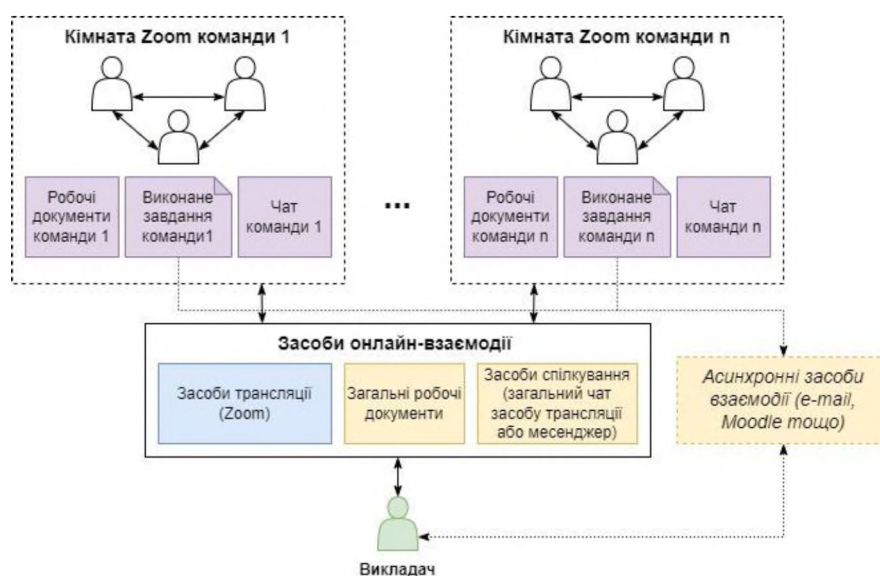 Кімната Zoom команди 1
Робочі
документи
команди 1
Виконане
завдання
команди1
Чат
команди 1
...
Кімната Zoom команди n
Робочі
документи
команди n
Виконане
завдання
команди n
Чат
команди n
Засоби онлайн-взаємодії
Засоби трансляції
(Zoom)
Загальні робочі
документи
Засоби спілкування
(загальний чат
засобу трансляції
або месенджер)
Асинхронні засоби
взаємодії (e-mail,
Moodle тощо)
Викладач